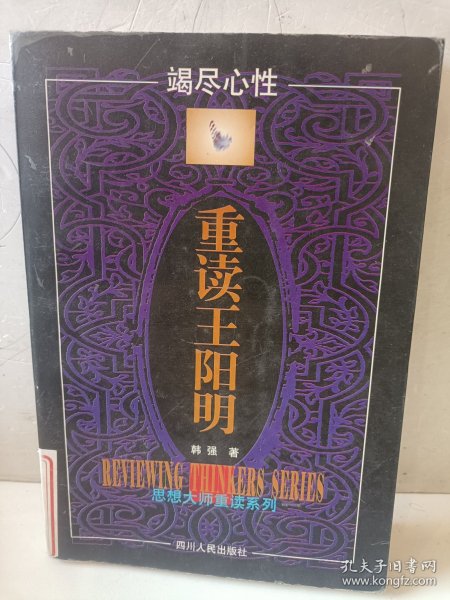 竭尽心性
重读王阳明
韩强 著
REVIEWING THINKERS SERIES
思想大师重读系列
四川人民出版社
孔夫子旧书网
www.kongfz.com